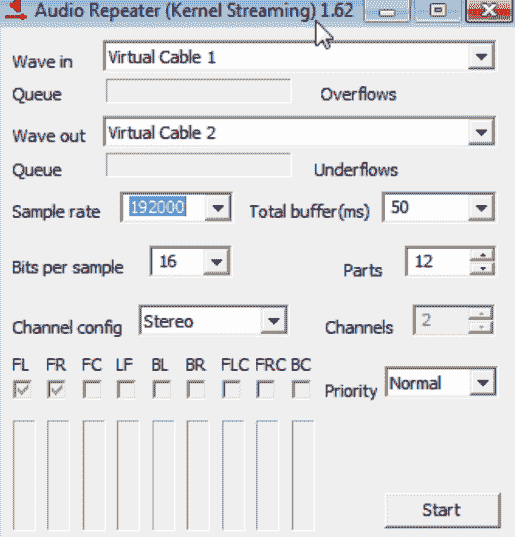 Audio Repeater (Kernel Streaming) 1.62
Wave in Virtual Cable 1
Queue Overflows
Wave out Virtual Cable 2
Queue Underflows
Sample rate 192000 Total buffer(ms) 50
Bits per sample 16 Parts 12
Channel config Stereo Channels 2
FL FR FC LF BL BR FLC FRC BC
Priority Normal
Start